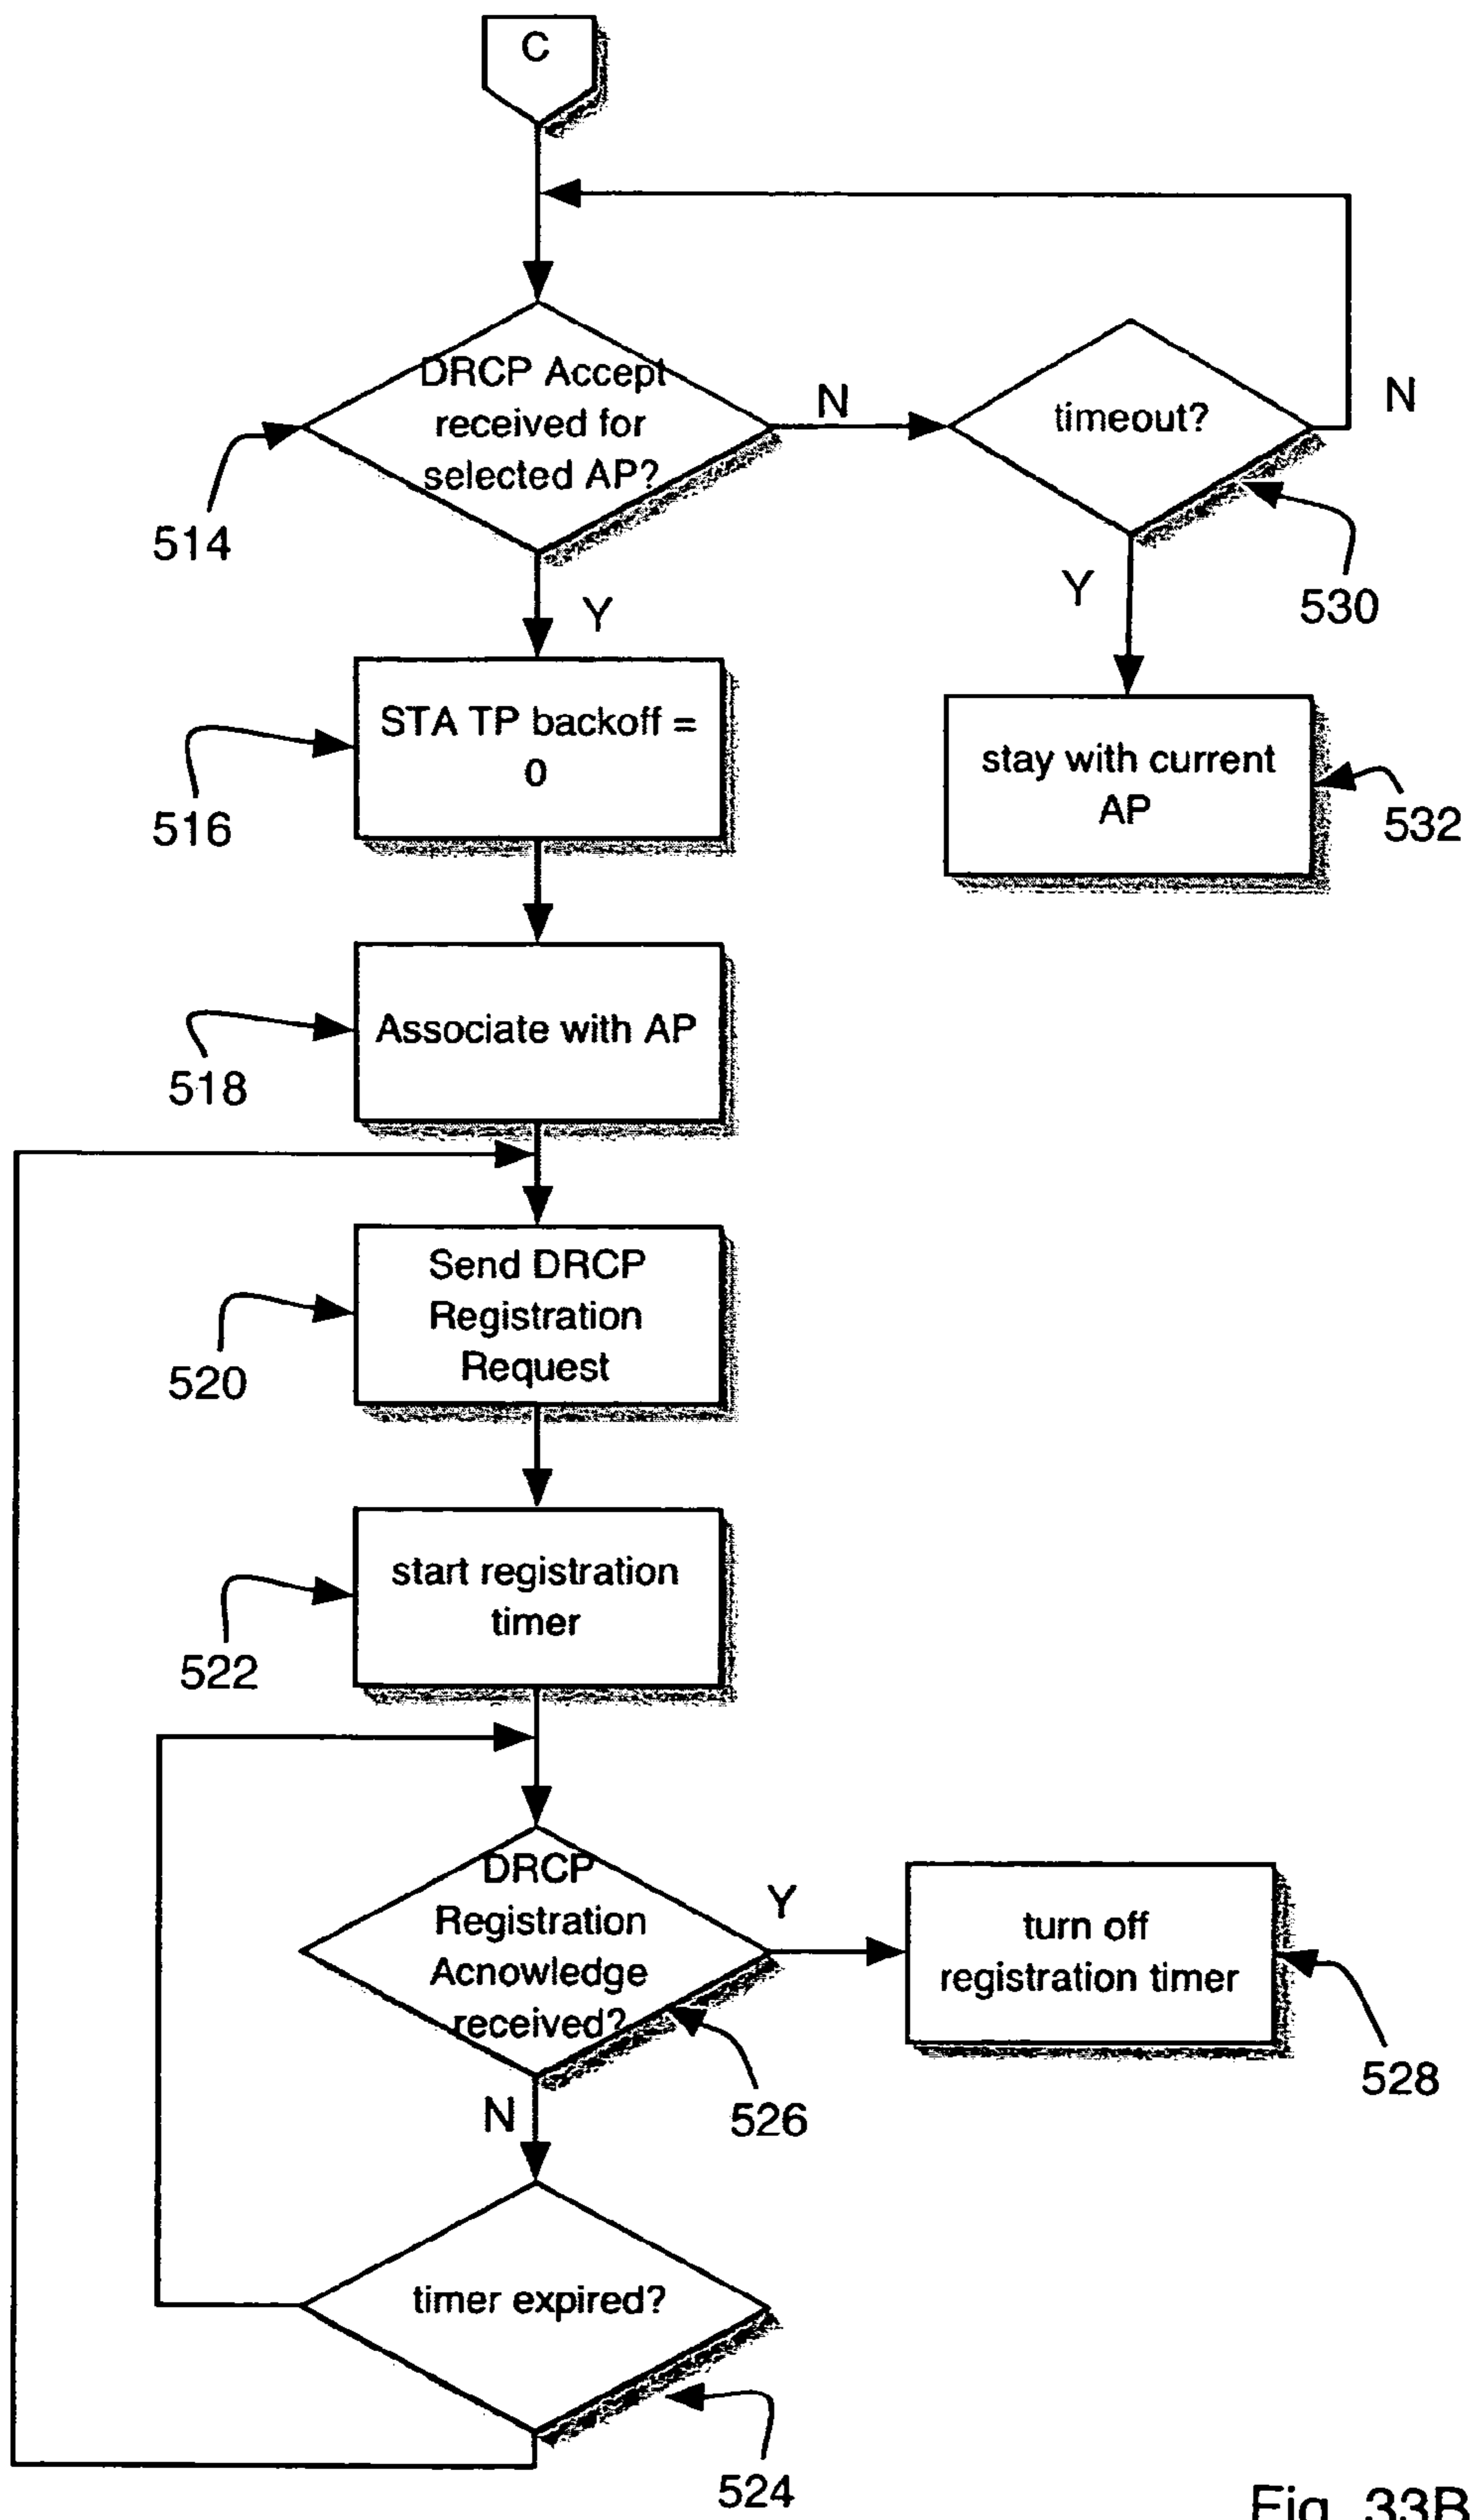 C
DRCP Accept
received for
selected AP?
N
timeout?
N
514
Y
Y
530
STA TP backoff =
0
516
stay with current
AP
532
Associate with AP
518
Send DRCP
Registration
Request
520
start registration
timer
522
DRCP
Registration
Acnowledge
received?
Y
turn off
registration timer
526
528
N
timer expired?
524
Fig. 33B